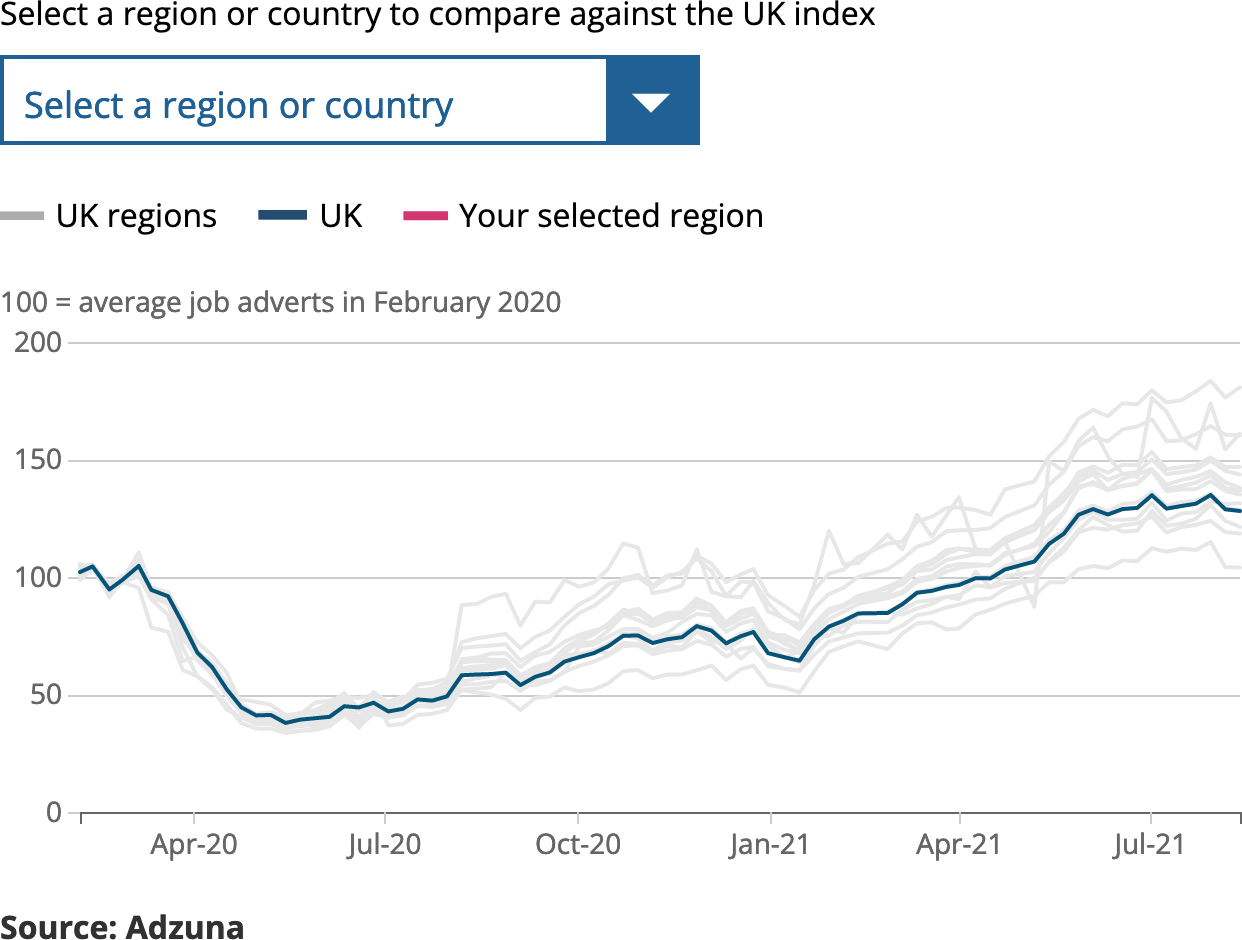 Select a region or country to compare against the UK index
Select a region or country
UK regions UK Your selected region
100 = average job adverts in February 2020
200
150
100
50
0
Apr-20 Jul-20 Oct-20 Jan-21 Apr-21 Jul-21
Source: Adzuna